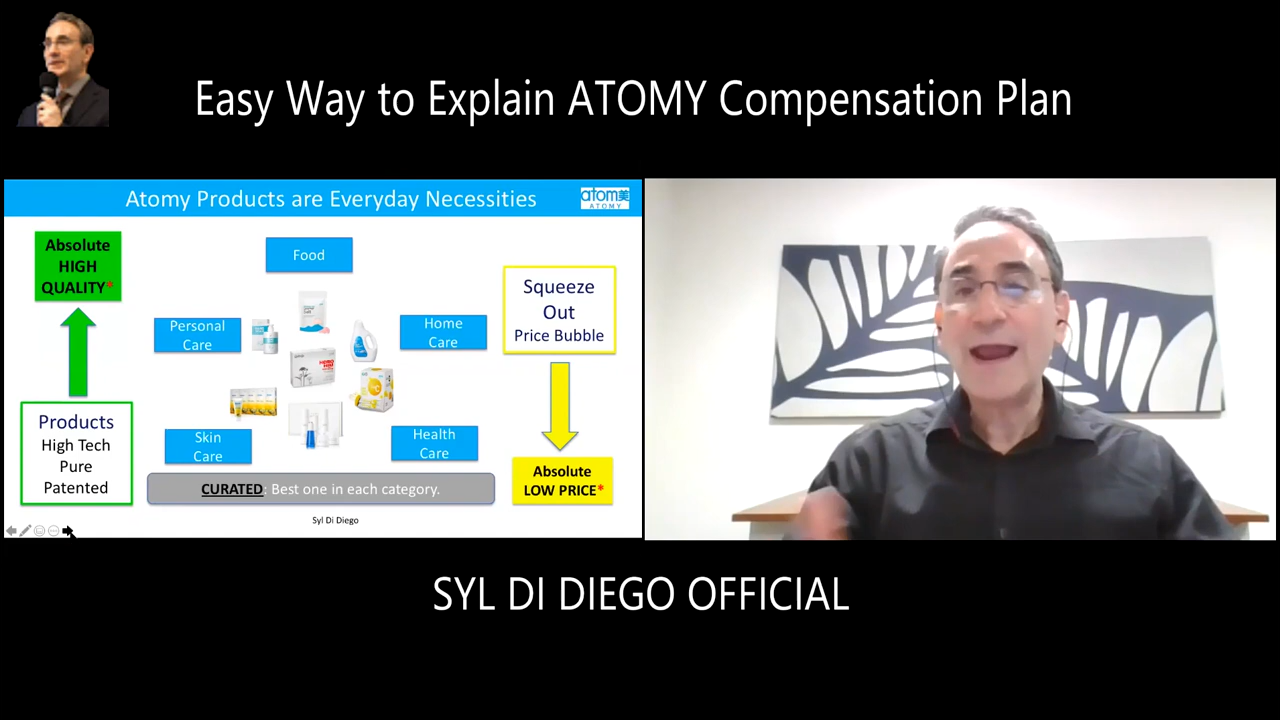 Easy Way to Explain ATOMY Compensation Plan
Atomy Products are Everyday Necessities
atom美
ATOMY
Absolute
HIGH
QUALITY*
Food
Squeeze
Out
Price Bubble
Personal
Care
Home
Care
Products
High Tech
Pure
Patented
Skin
Care
Health
Care
Absolute
LOW PRICE*
CURATED: Best one in each category.
Syl Di Diego
SYL DI DIEGO OFFICIAL